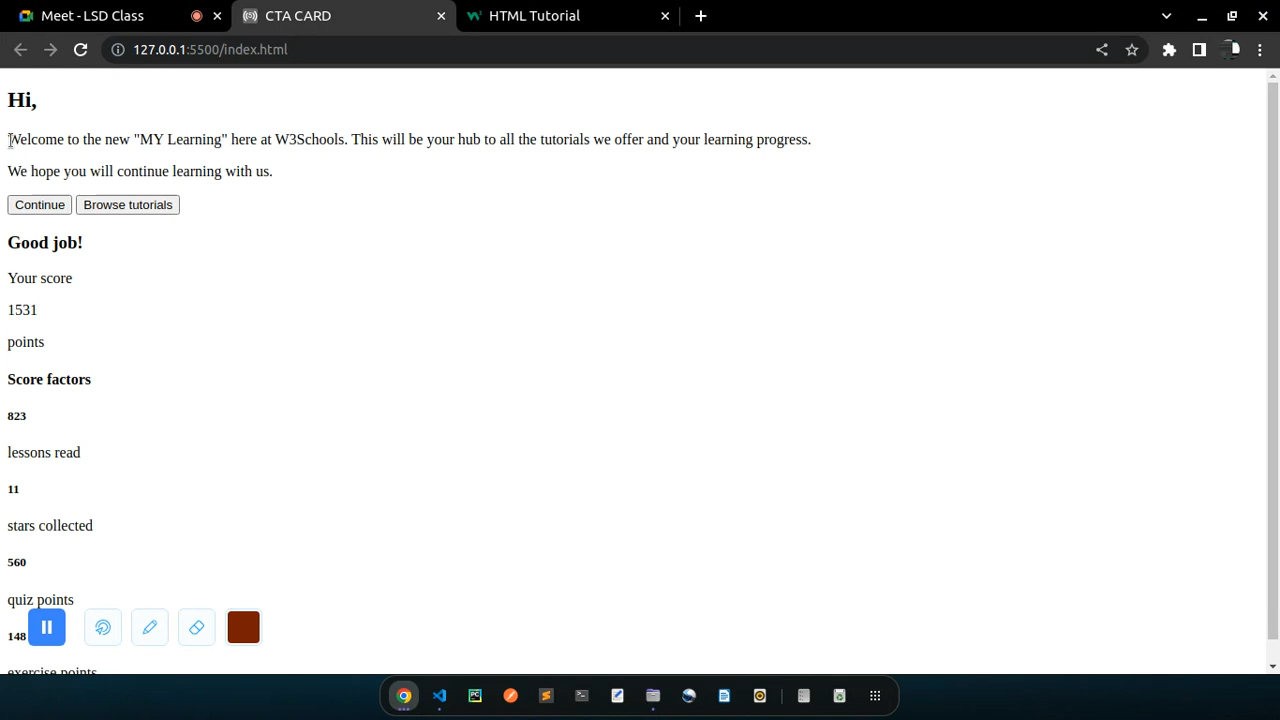 Meet - LSD Class
CTA CARD
HTML Tutorial
127.0.0.1:5500/index.html
Hi,
Welcome to the new "MY Learning" here at W3Schools. This will be your hub to all the tutorials we offer and your learning progress.
We hope you will continue learning with us.
Continue Browse tutorials
Good job!
Your score
1531
points
Score factors
823
lessons read
11
stars collected
560
quiz points
148
exercise points